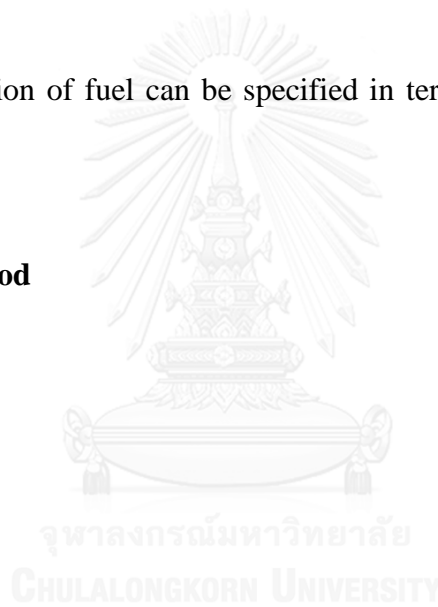 ion of fuel can be specified in ter
od
จุฬาลงกรณ์มหาวิทยาลัย
CHULALONGKORN UNIVERSITY